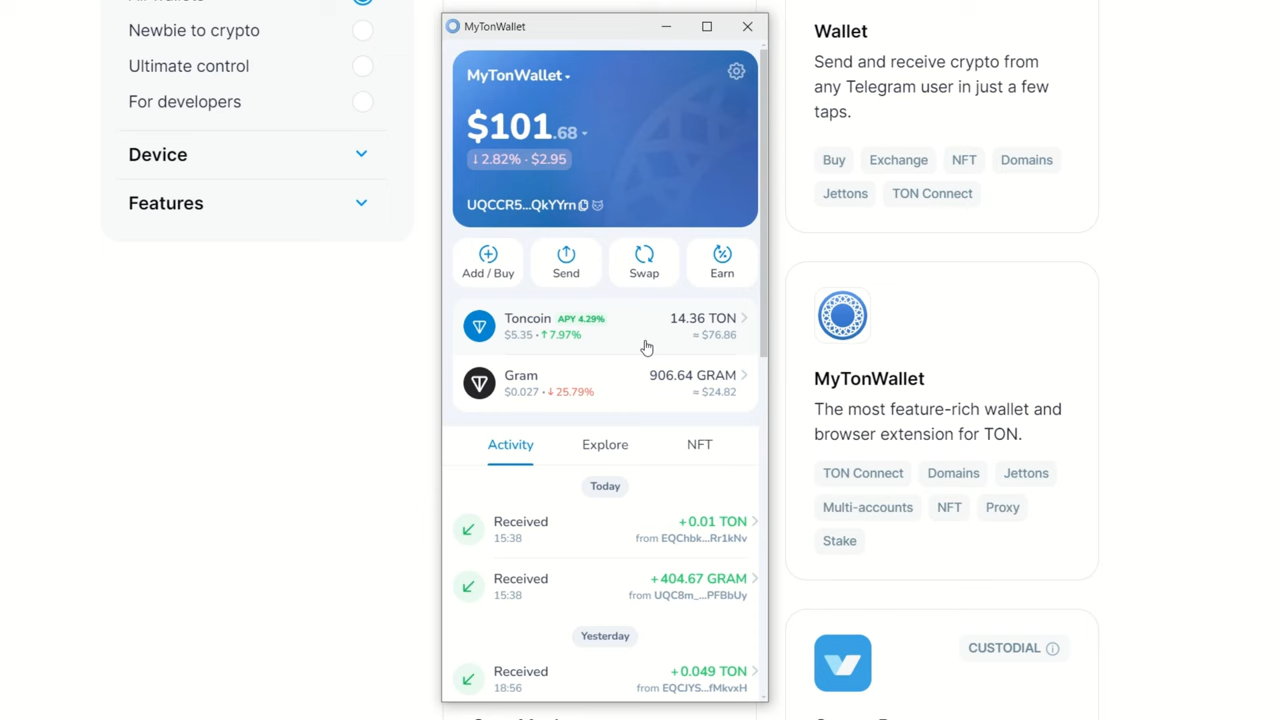 Newbie to crypto
Ultimate control
For developers
Device
Features
MyTonWallet
MyTonWallet
$101.68
↓ 2.82% · $2.95
UQCCR5...QkYYrn
Add / Buy
Send
Swap
Earn
Toncoin APY 4.29%
14.36 TON
$5.35 · ↑ 7.97%
≈ $76.86
Gram
906.64 GRAM
$0.027 · ↓ 25.79%
≈ $24.82
Activity
Explore
NFT
Today
Received
+0.01 TON
15:38
from EQChbk...Rr1kNv
Received
+404.67 GRAM
15:38
from UQC8m_...PFBbUy
Yesterday
Received
+0.049 TON
18:56
from EQCJYS...fMkvxH
Wallet
Send and receive crypto from
any Telegram user in just a few
taps.
Buy
Exchange
NFT
Domains
Jettons
TON Connect
MyTonWallet
The most feature-rich wallet and
browser extension for TON.
TON Connect
Domains
Jettons
Multi-accounts
NFT
Proxy
Stake
CUSTODIAL